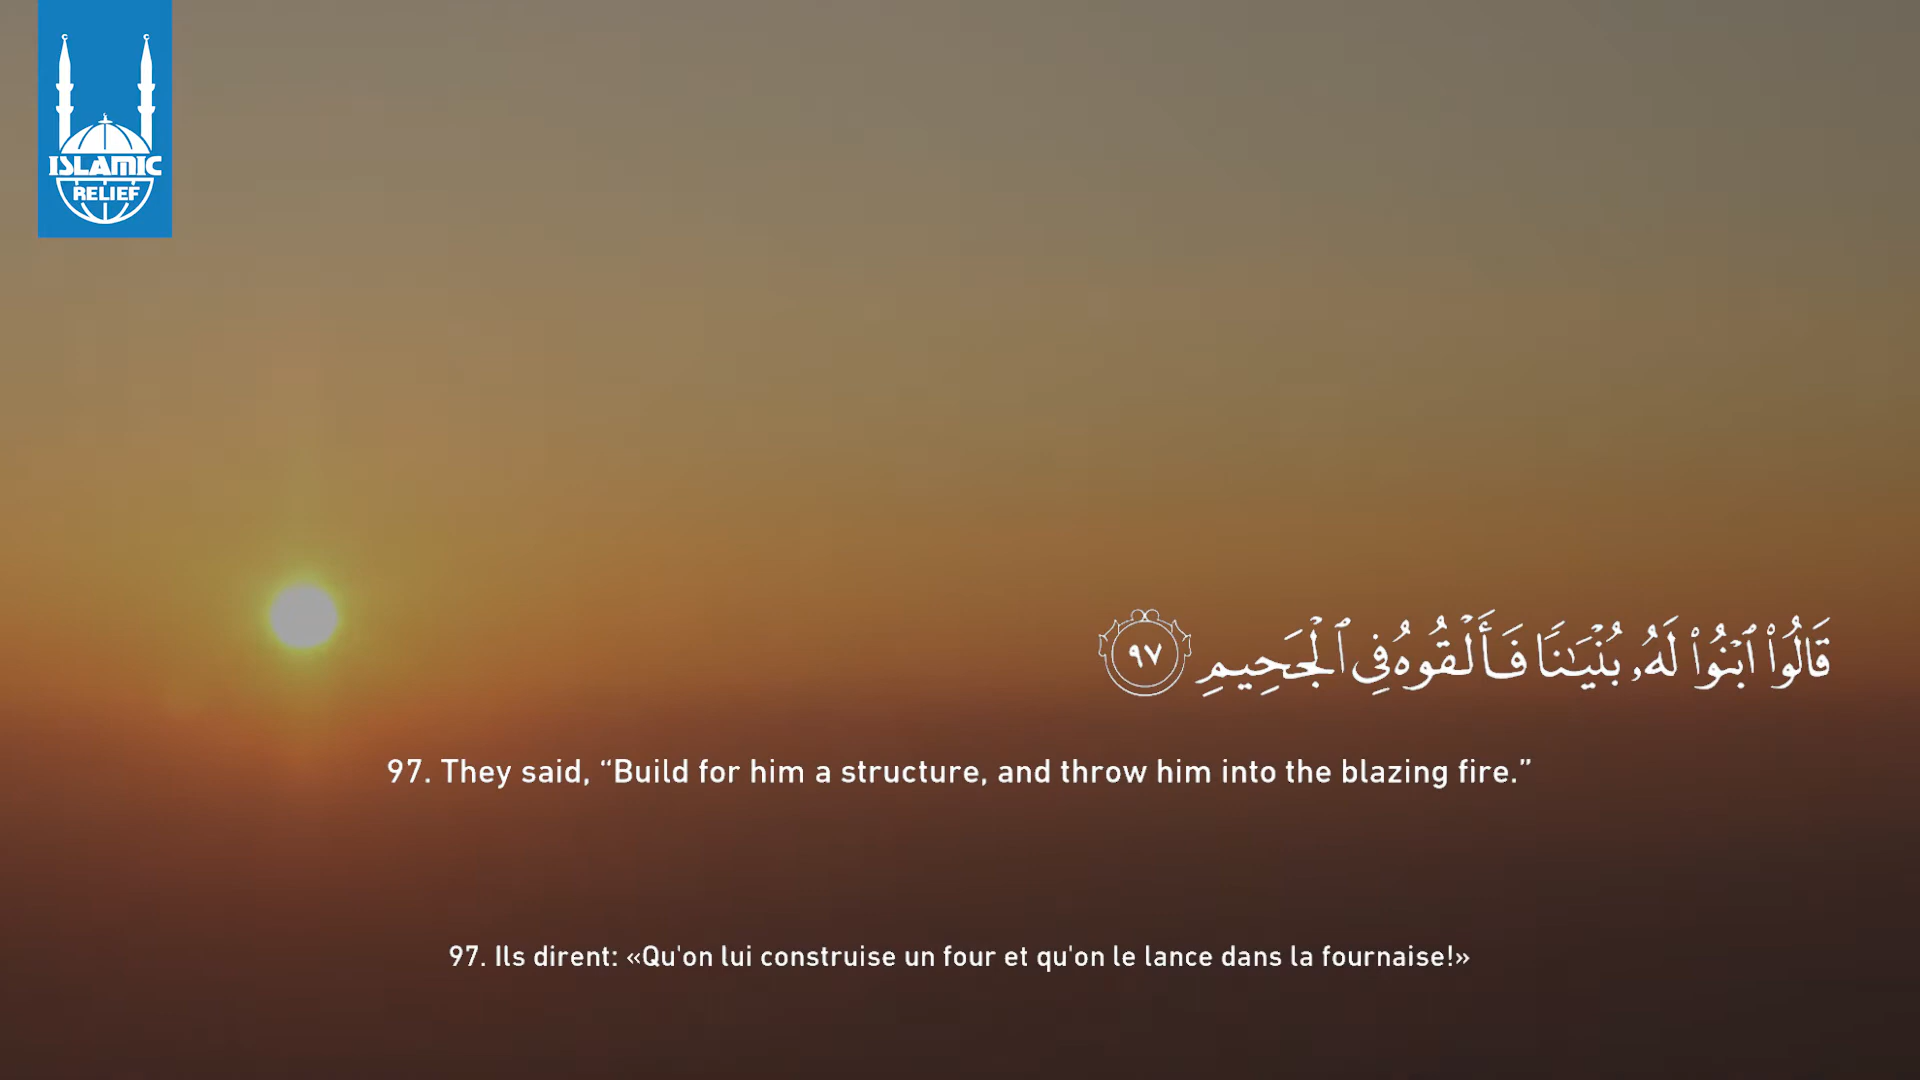 ISLAMIC
RELIEF
قَالُوا۟ ٱبْنُوا۟ لَهُۥ بُنْيَـٰنًا فَأَلْقُوهُ فِى ٱلْجَحِيمِ ٩٧
97. They said, “Build for him a structure, and throw him into the blazing fire.”
97. Ils dirent: «Qu'on lui construise un four et qu'on le lance dans la fournaise!»